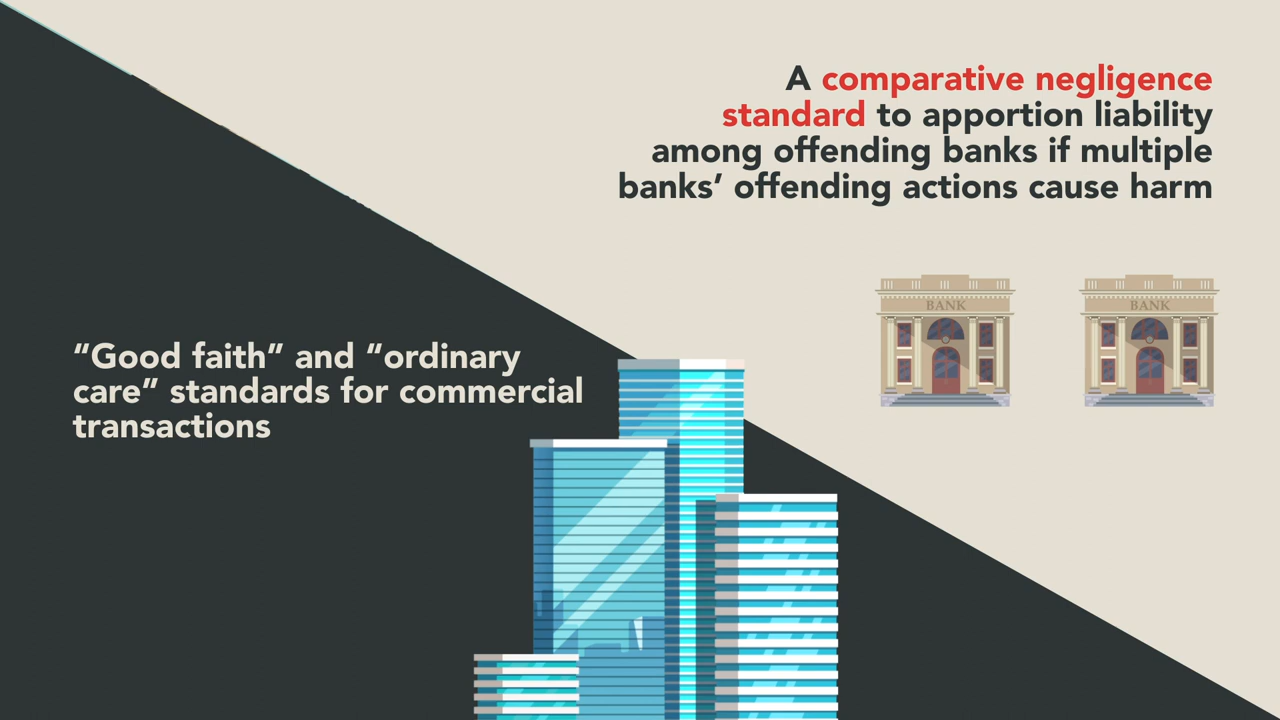 A comparative negligence
standard to apportion liability
among offending banks if multiple
banks’ offending actions cause harm
BANK
BANK
“Good faith” and “ordinary
care” standards for commercial
transactions